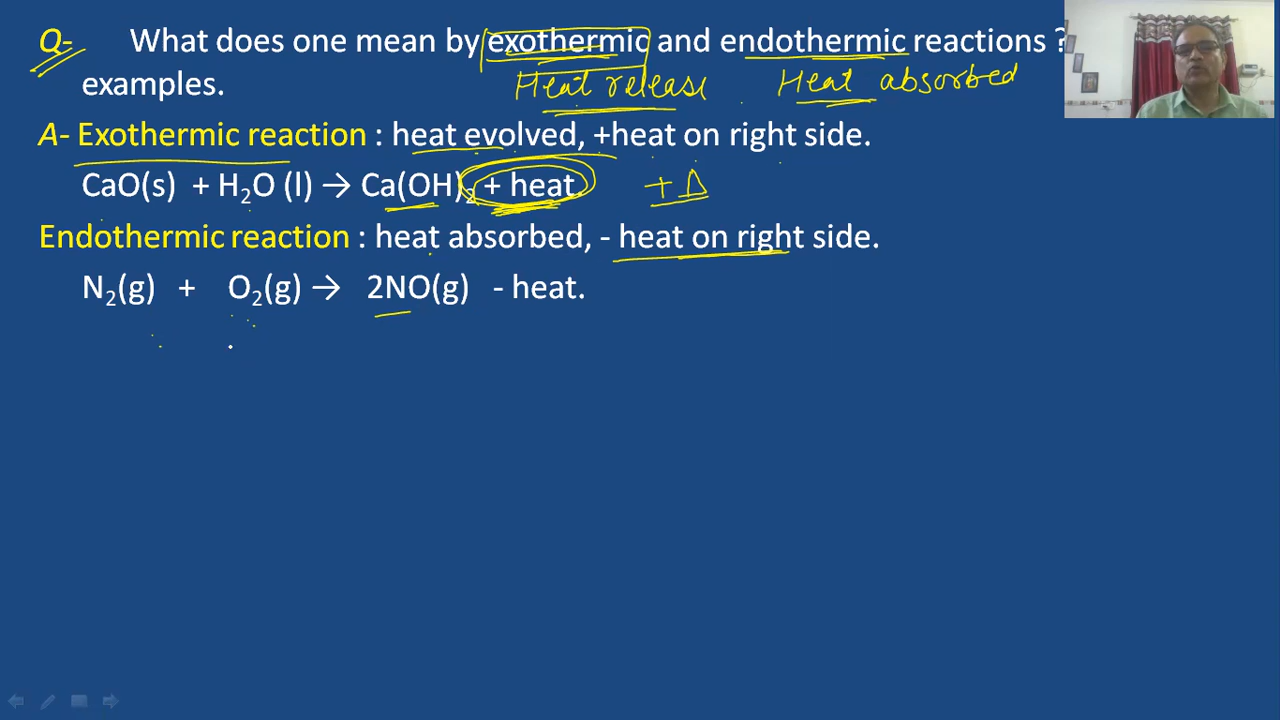 Q- What does one mean by exothermic and endothermic reactions ?
examples.
Heat release Heat absorbed
A- Exothermic reaction : heat evolved, +heat on right side.
CaO(s) + H₂O (l) → Ca(OH)₂ + heat + Δ
Endothermic reaction : heat absorbed, - heat on right side.
N₂(g) + O₂(g) → 2NO(g) - heat.